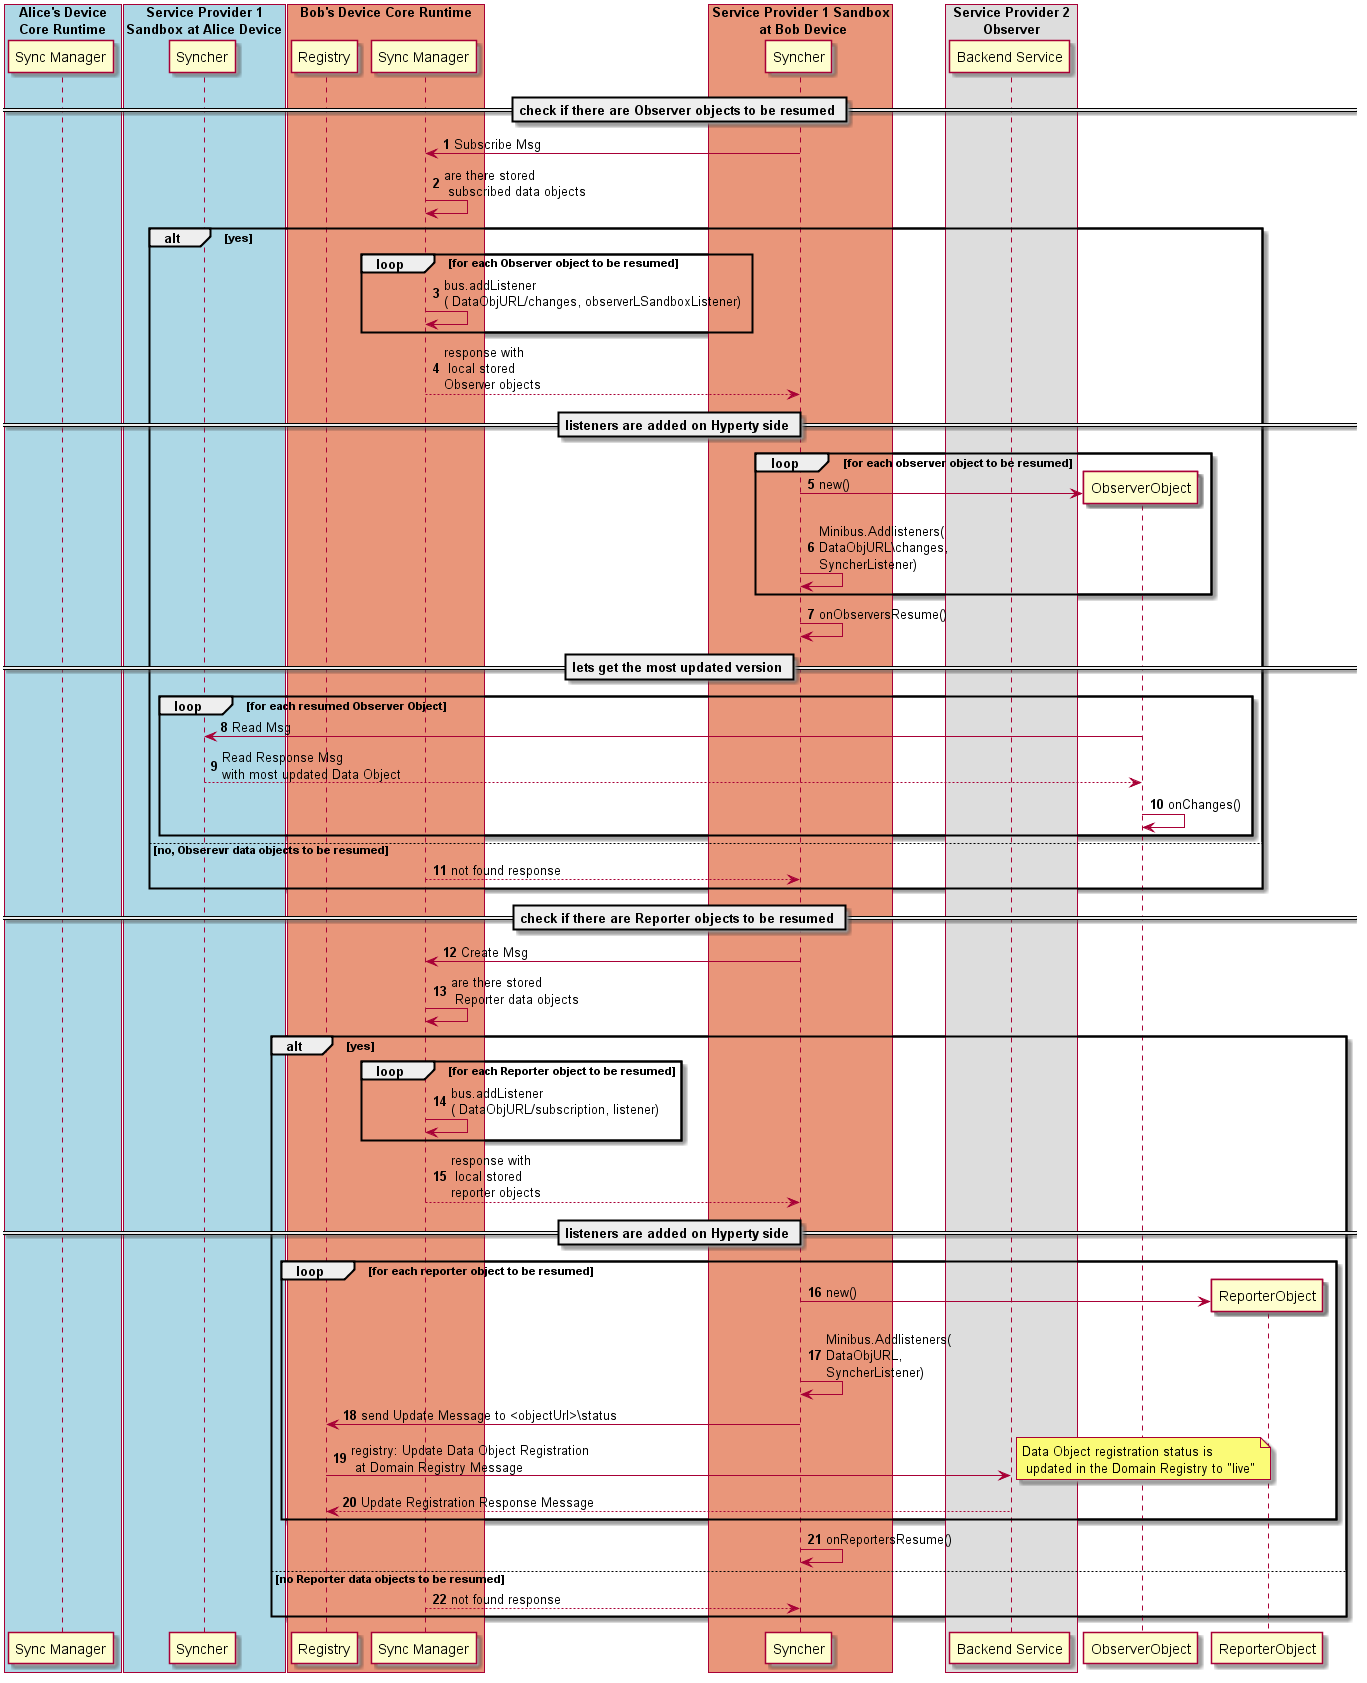 Alice's Device
Core Runtime
Service Provider 1
Sandbox at Alice Device
Bob's Device Core Runtime
Service Provider 1 Sandbox
at Bob Device
Service Provider 2
Observer
Sync Manager
Syncher
Registry
Sync Manager
Syncher
Backend Service
check if there are Observer objects to be resumed
1 Subscribe Msg
2 are there stored
subscribed data objects
alt [yes]
loop [for each Observer object to be resumed]
3 bus.addListener
( DataObjURL/changes, observerLSandboxListener)
4 response with
local stored
Observer objects
listeners are added on Hyperty side
loop [for each observer object to be resumed]
5 new()
ObserverObject
6 Minibus.Addlisteners(
DataObjURL\changes,
SyncherListener)
7 onObserversResume()
lets get the most updated version
loop [for each resumed Observer Object]
8 Read Msg
9 Read Response Msg
with most updated Data Object
10 onChanges()
[no, Obserevr data objects to be resumed]
11 not found response
check if there are Reporter objects to be resumed
12 Create Msg
13 are there stored
Reporter data objects
alt [yes]
loop [for each Reporter object to be resumed]
14 bus.addListener
( DataObjURL/subscription, listener)
15 response with
local stored
reporter objects
listeners are added on Hyperty side
loop [for each reporter object to be resumed]
16 new()
ReporterObject
17 Minibus.Addlisteners(
DataObjURL,
SyncherListener)
18 send Update Message to <objectUrl>\status
19 registry: Update Data Object Registration
at Domain Registry Message
Data Object registration status is
updated in the Domain Registry to "live"
20 Update Registration Response Message
21 onReportersResume()
[no Reporter data objects to be resumed]
22 not found response
Sync Manager
Syncher
Registry
Sync Manager
Syncher
Backend Service
ObserverObject
ReporterObject